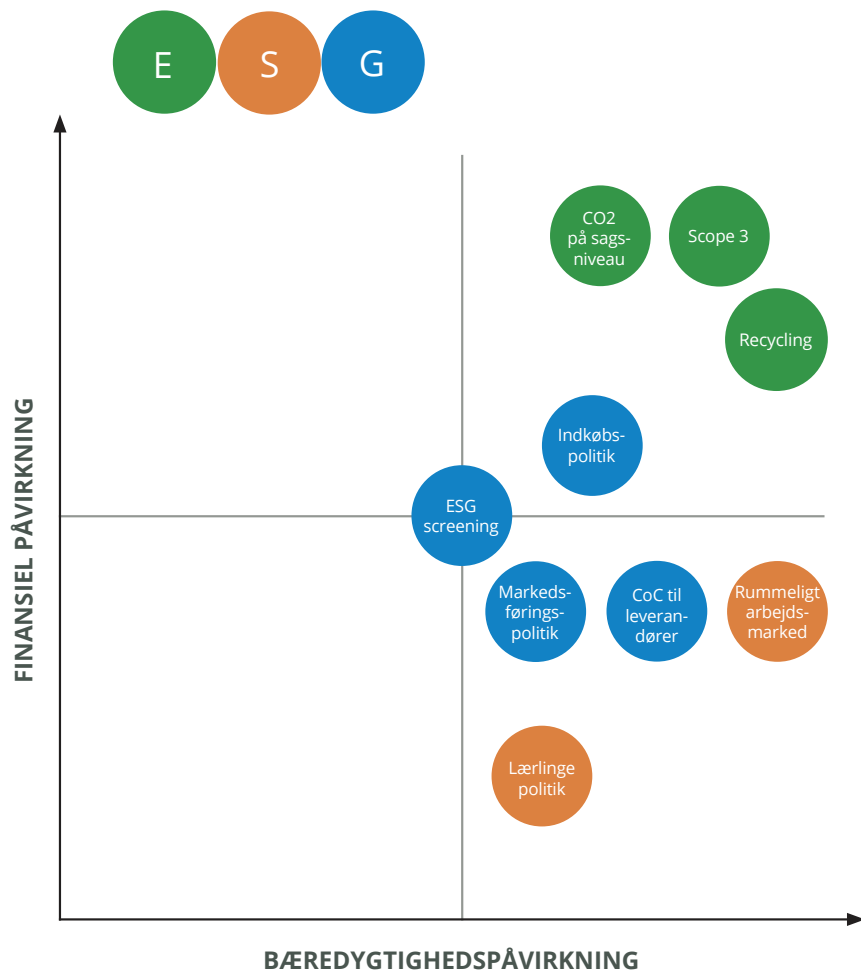 E
S
G
CO2
på sags-
niveau
Scope 3
Recycling
Indkøbs-
politik
ESG
screening
Markeds-
førings-
politik
CoC til
leveran-
dører
Rummeligt
arbejds-
marked
Lærlinge
politik
FINANSIEL PÅVIRKNING
BÆREDYGTIGHEDSPÅVIRKNING